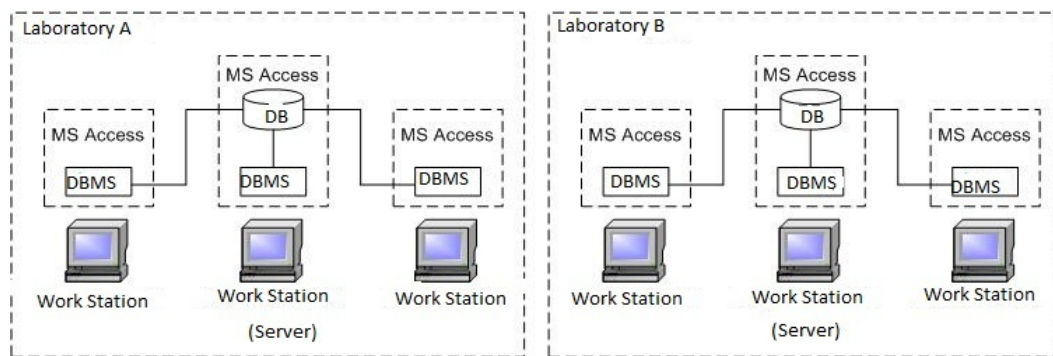 Laboratory A
MS Access
DB
MS Access
MS Access
DBMS
DBMS
DBMS
Work Station
Work Station
Work Station
(Server)
Laboratory B
MS Access
DB
MS Access
MS Access
DBMS
DBMS
DBMS
Work Station
Work Station
Work Station
(Server)